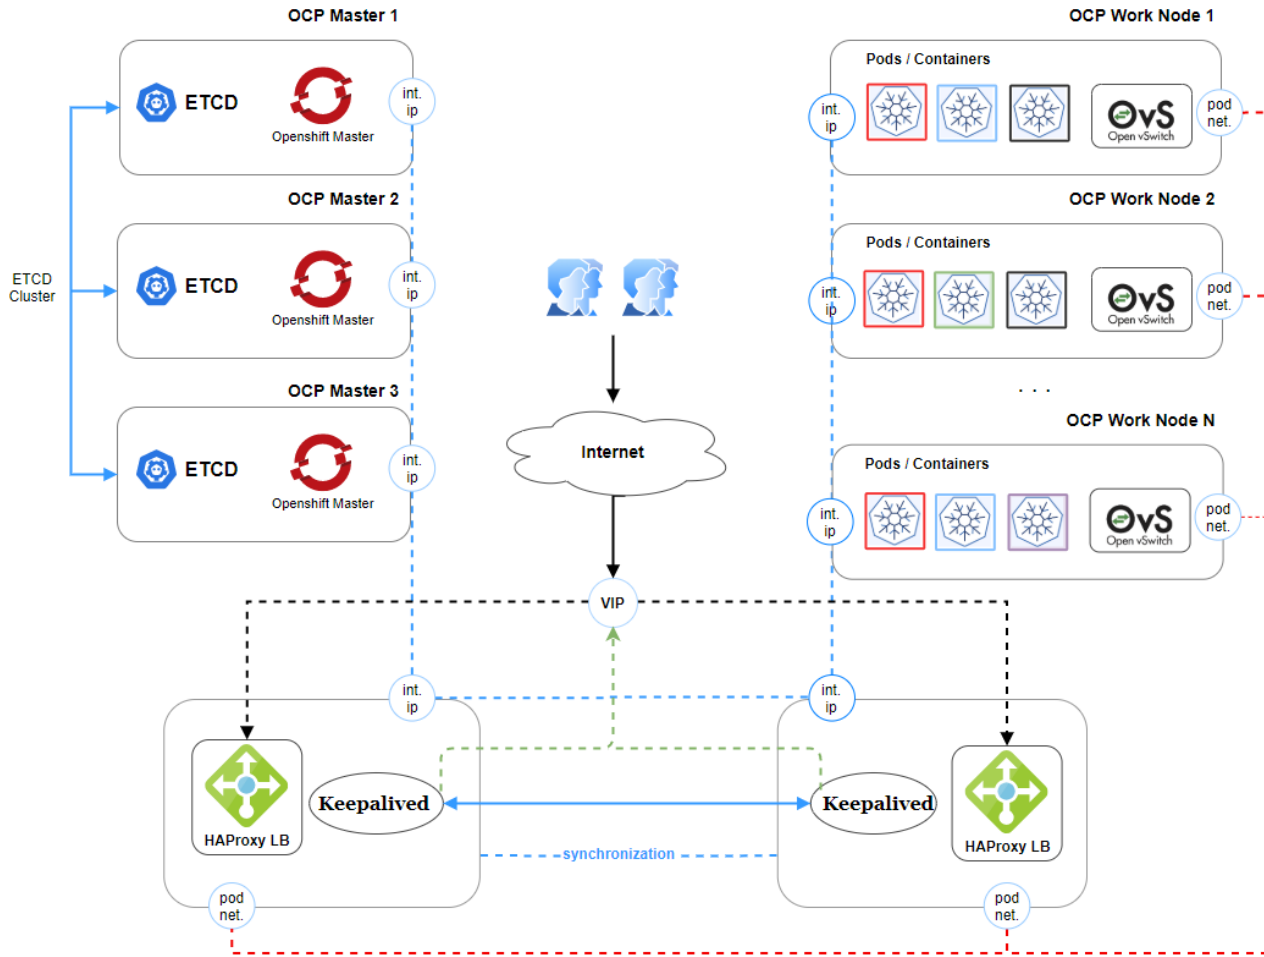 OCP Master 1
ETCD
Openshift Master
int.
ip
OCP Master 2
ETCD
Openshift Master
int.
ip
ETCD
Cluster
OCP Master 3
ETCD
Openshift Master
int.
ip
OCP Work Node 1
Pods / Containers
int.
ip
OvS
Open vSwitch
pod
net.
OCP Work Node 2
Pods / Containers
int.
ip
OvS
Open vSwitch
pod
net.
. . .
OCP Work Node N
Pods / Containers
int.
ip
OvS
Open vSwitch
pod
net.
Internet
VIP
int.
ip
int.
ip
HAProxy LB
Keepalived
Keepalived
HAProxy LB
synchronization
pod
net.
pod
net.